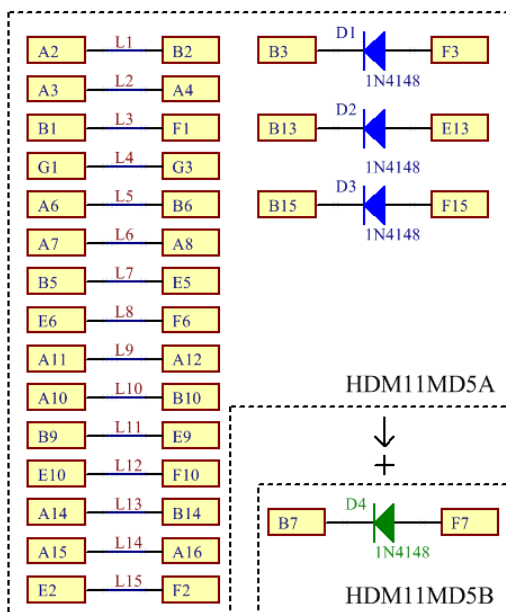 A2 L1 B2
A3 L2 A4
B1 L3 F1
G1 L4 G3
A6 L5 B6
A7 L6 A8
B5 L7 E5
E6 L8 F6
A11 L9 A12
A10 L10 B10
B9 L11 E9
E10 L12 F10
A14 L13 B14
A15 L14 A16
E2 L15 F2
D1
B3 F3
1N4148
D2
B13 E13
1N4148
D3
B15 F15
1N4148
HDM11MD5A
+
D4
B7 F7
1N4148
HDM11MD5B